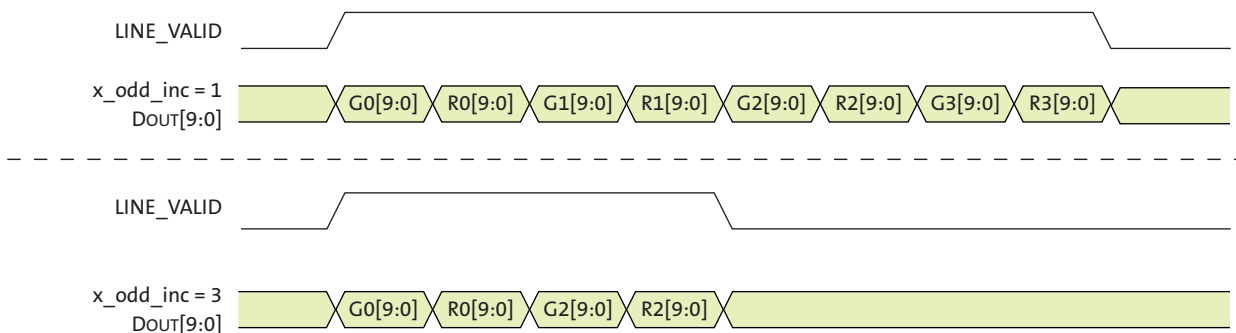 LINE_VALID
x_odd_inc = 1
DOUT[9:0]
G0[9:0] R0[9:0] G1[9:0] R1[9:0] G2[9:0] R2[9:0] G3[9:0] R3[9:0]
LINE_VALID
x_odd_inc = 3
DOUT[9:0]
G0[9:0] R0[9:0] G2[9:0] R2[9:0]